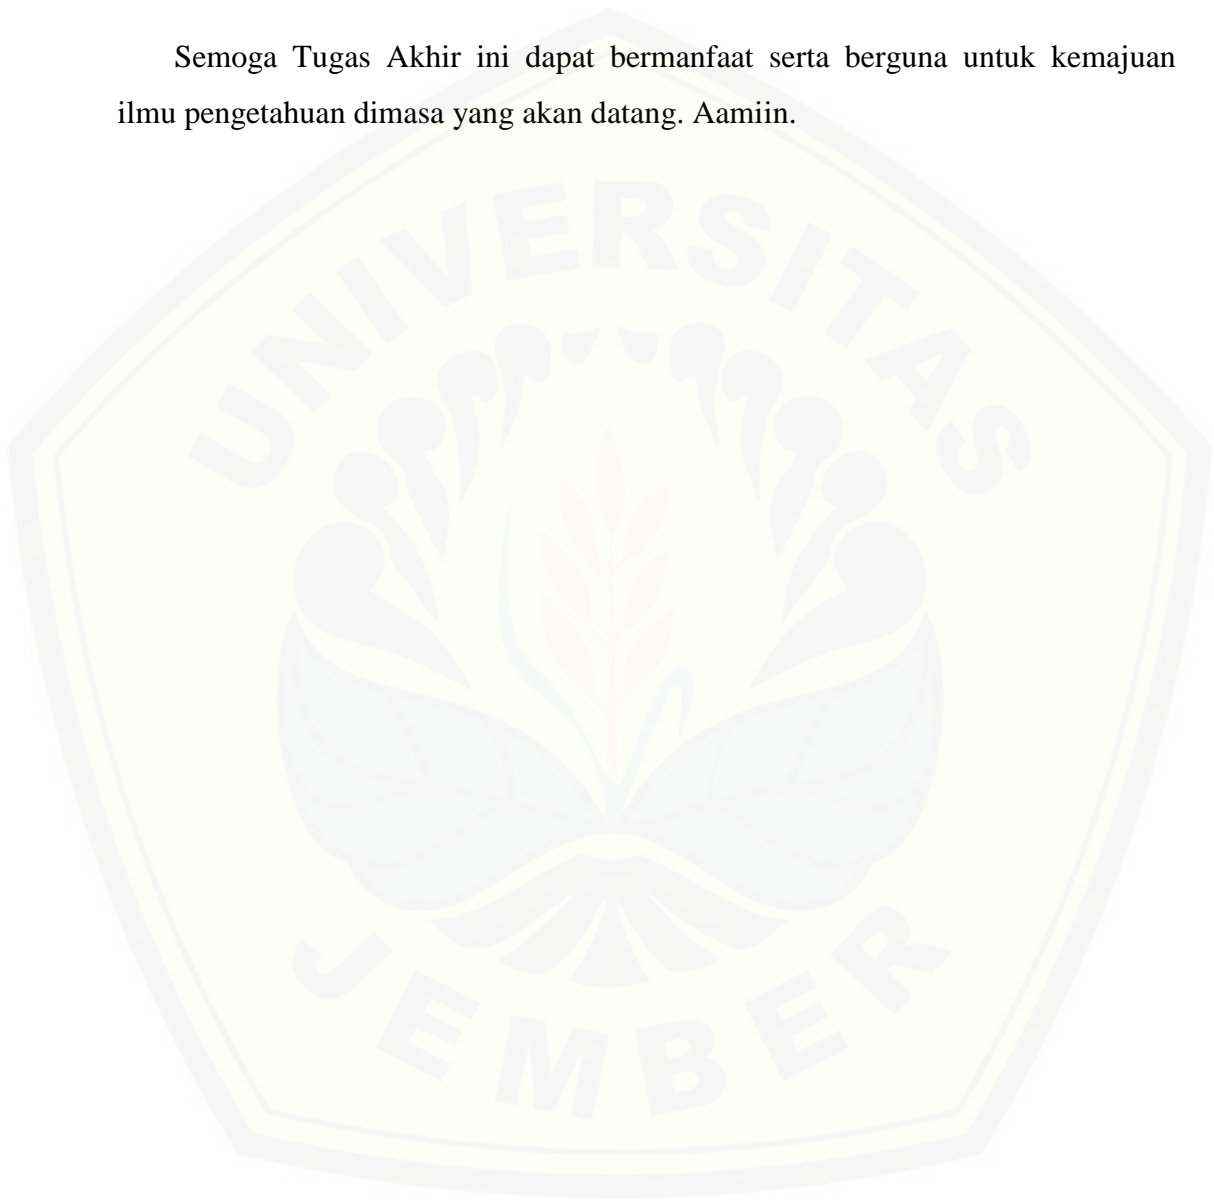 Semoga Tugas Akhir ini dapat bermanfaat serta berguna untuk kemajuan
ilmu pengetahuan dimasa yang akan datang. Aamiin.
UNIVERSITAS
JEMBER